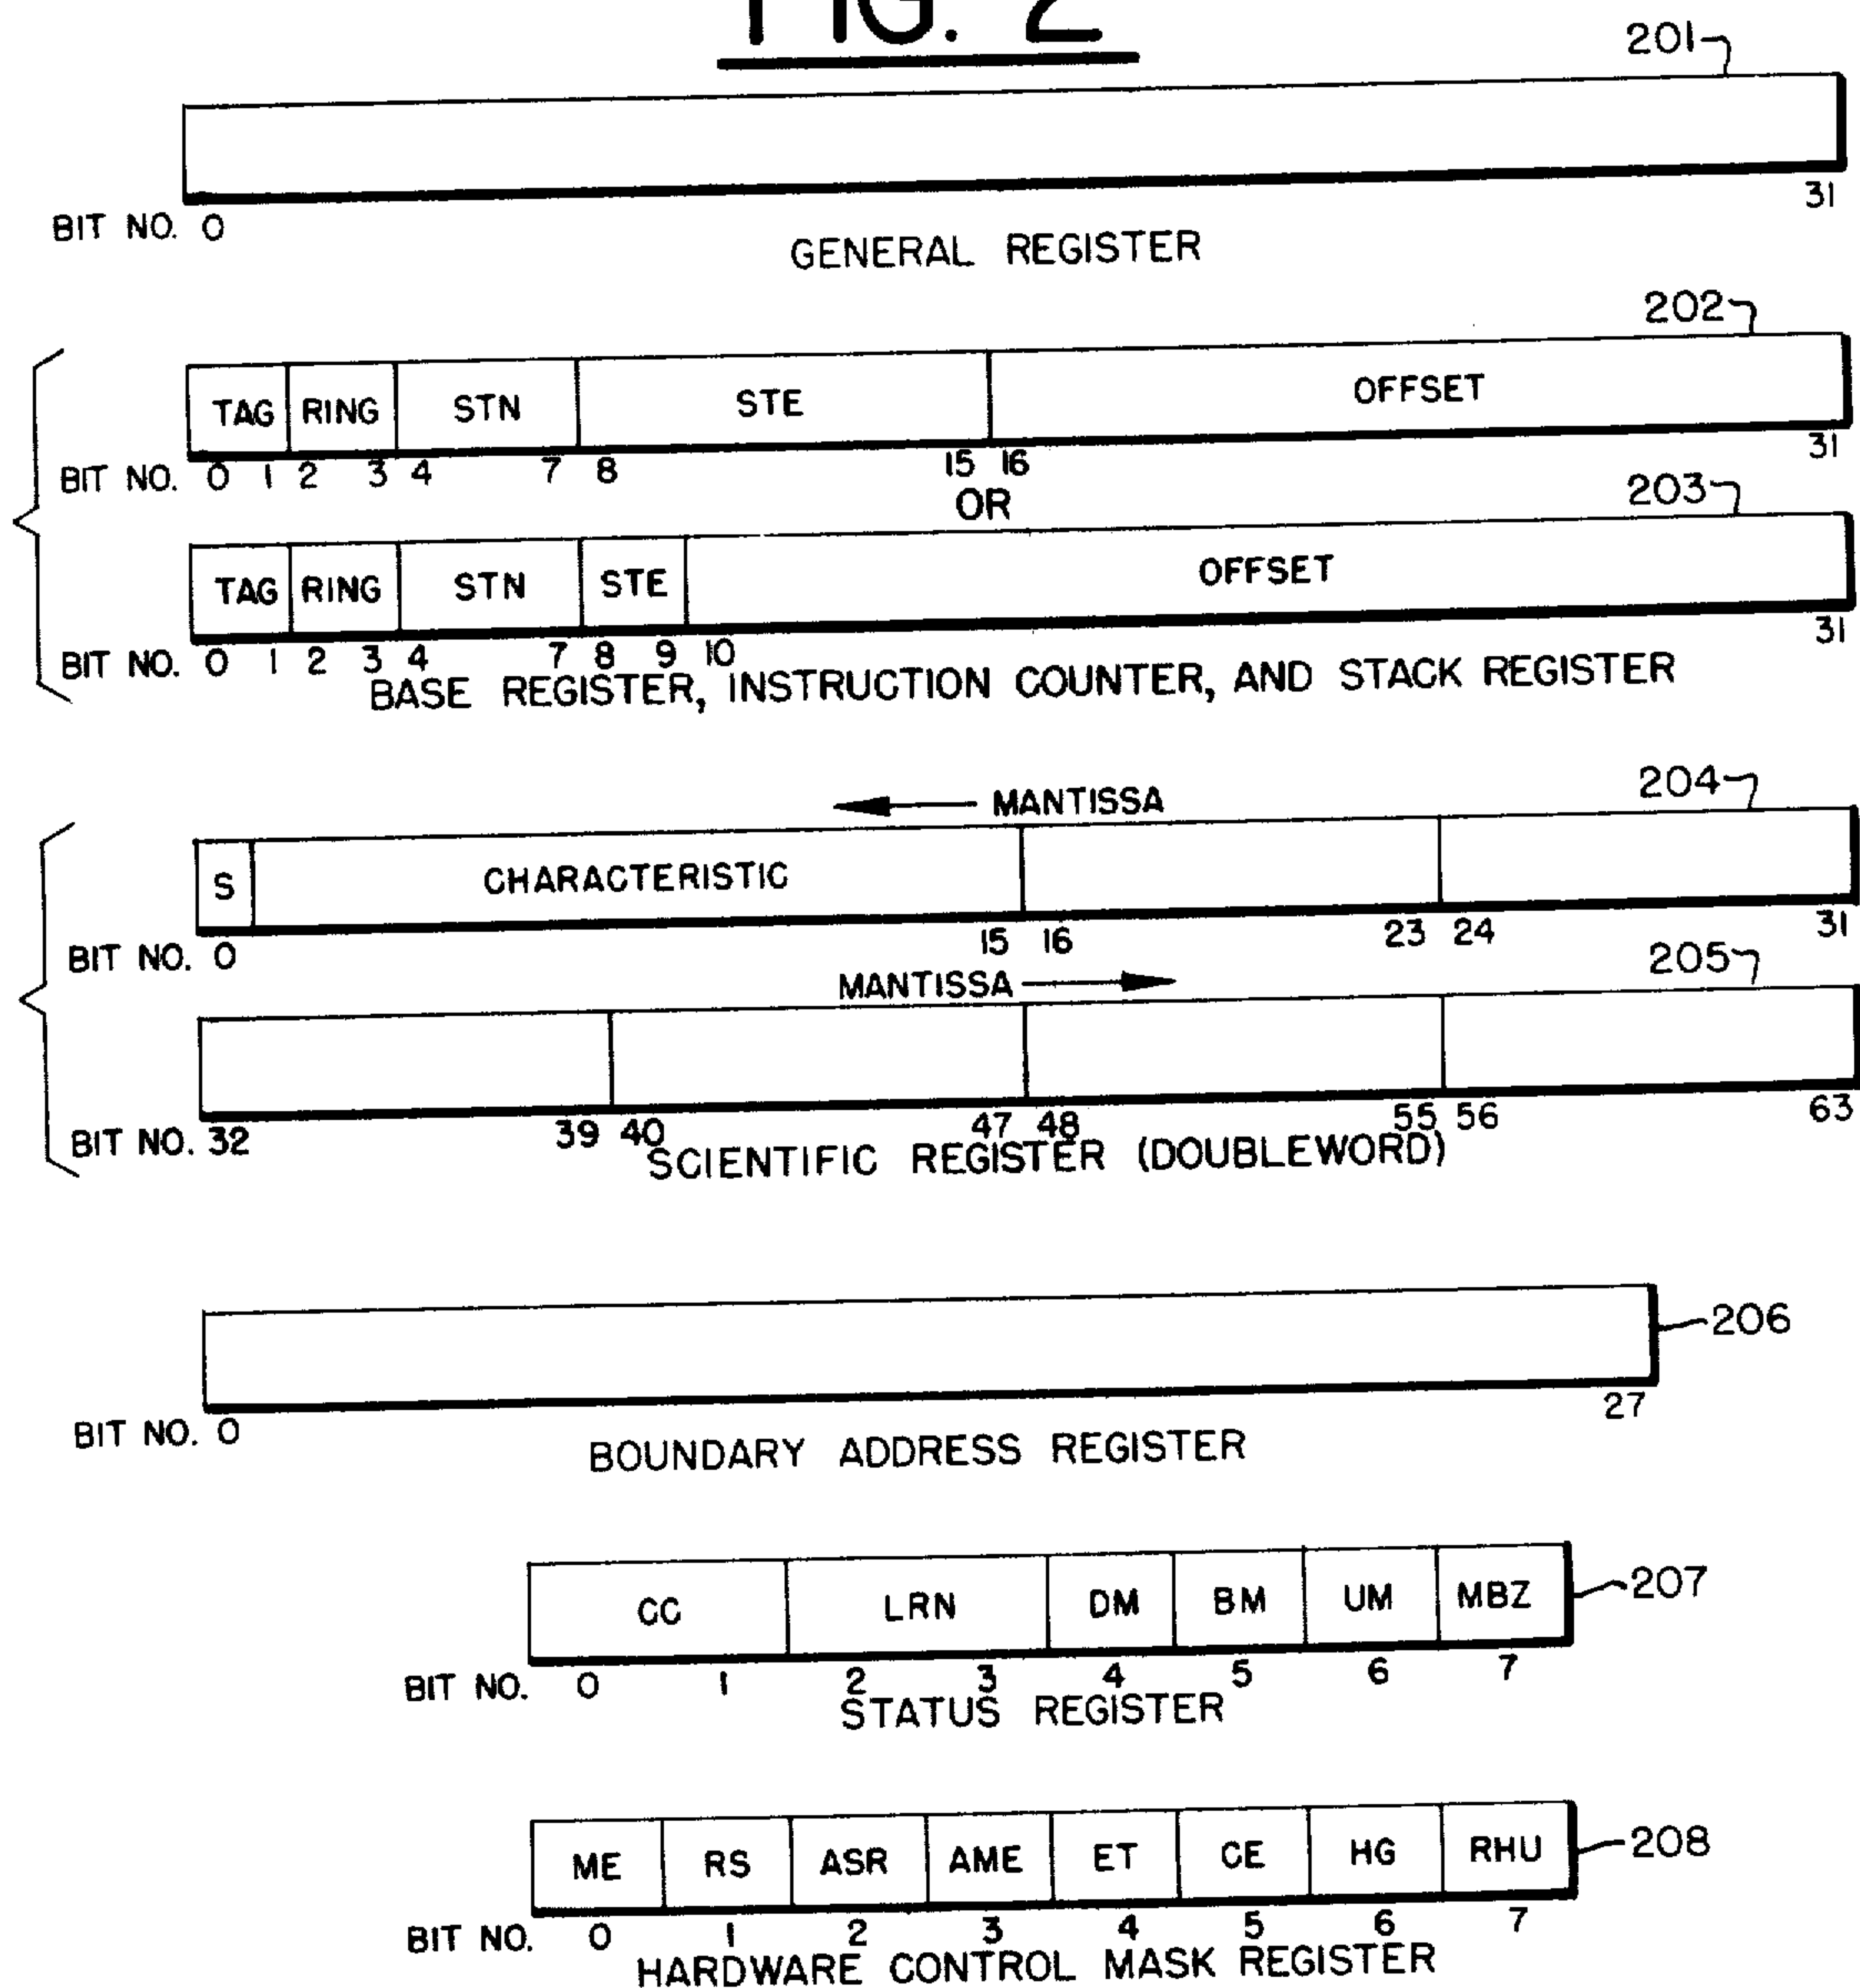 FIG. 2
201
BIT NO. 0 31
GENERAL REGISTER
202
TAG RING STN STE OFFSET
BIT NO. 0 1 2 3 4 7 8 15 16 31
OR
203
TAG RING STN STE OFFSET
BIT NO. 0 1 2 3 4 7 8 9 10 31
BASE REGISTER, INSTRUCTION COUNTER, AND STACK REGISTER
MANTISSA 204
S CHARACTERISTIC
BIT NO. 0 15 16 23 24 31
MANTISSA 205
BIT NO. 32 39 40 47 48 55 56 63
SCIENTIFIC REGISTER (DOUBLEWORD)
206
BIT NO. 0 27
BOUNDARY ADDRESS REGISTER
CC LRN DM BM UM MBZ 207
BIT NO. 0 1 2 3 4 5 6 7
STATUS REGISTER
ME RS ASR AME ET CE HG RHU 208
BIT NO. 0 1 2 3 4 5 6 7
HARDWARE CONTROL MASK REGISTER